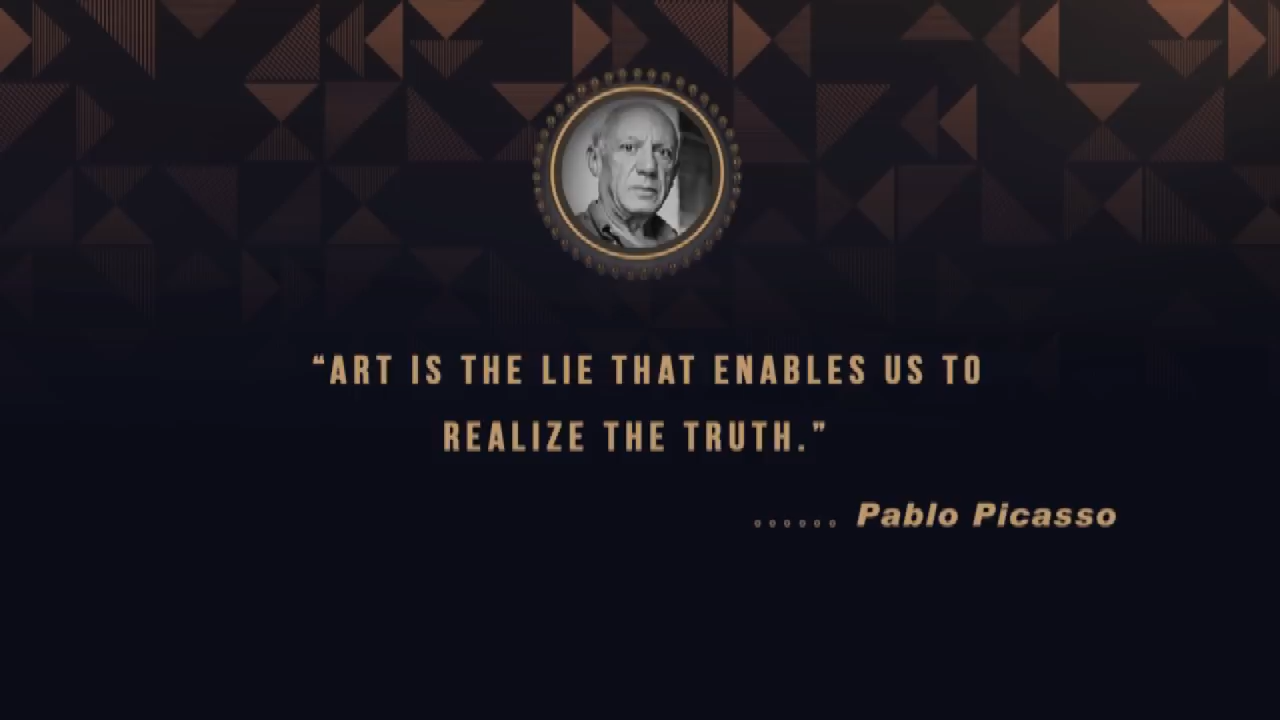 “ART IS THE LIE THAT ENABLES US TO
REALIZE THE TRUTH.”
...... Pablo Picasso